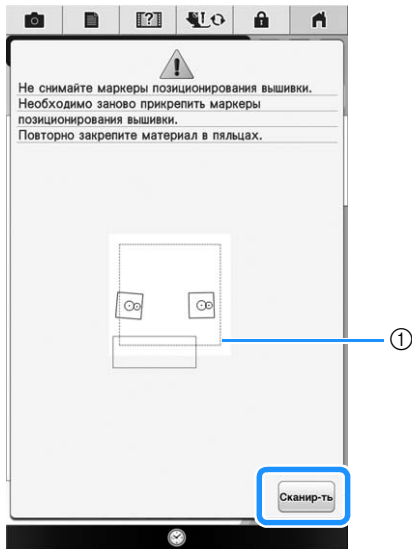 Не снимайте маркеры позиционирования вышивки.
Необходимо заново прикрепить маркеры
позиционирования вышивки.
Повторно закрепите материал в пяльцах.
①
Сканир-ть